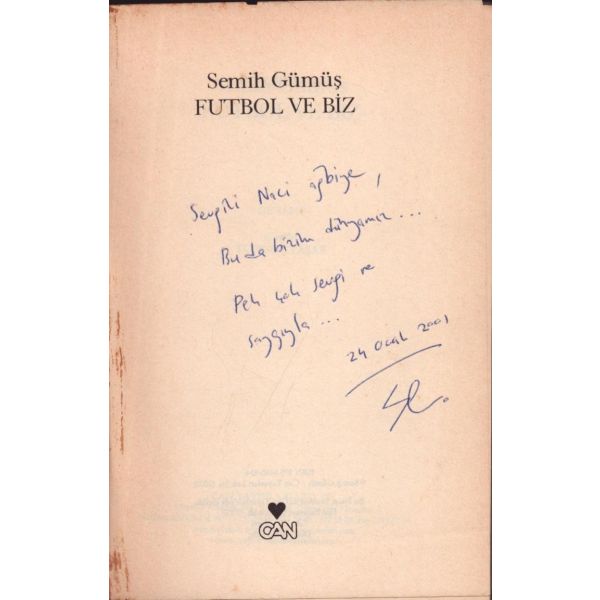 Semih Gümüş
FUTBOL VE BİZ
Sevgili Naci ağbiye,
Bu da bizim dünyamız...
Pek çok sevgi ve
saygıyla...
24 Ocak 2001
CAN